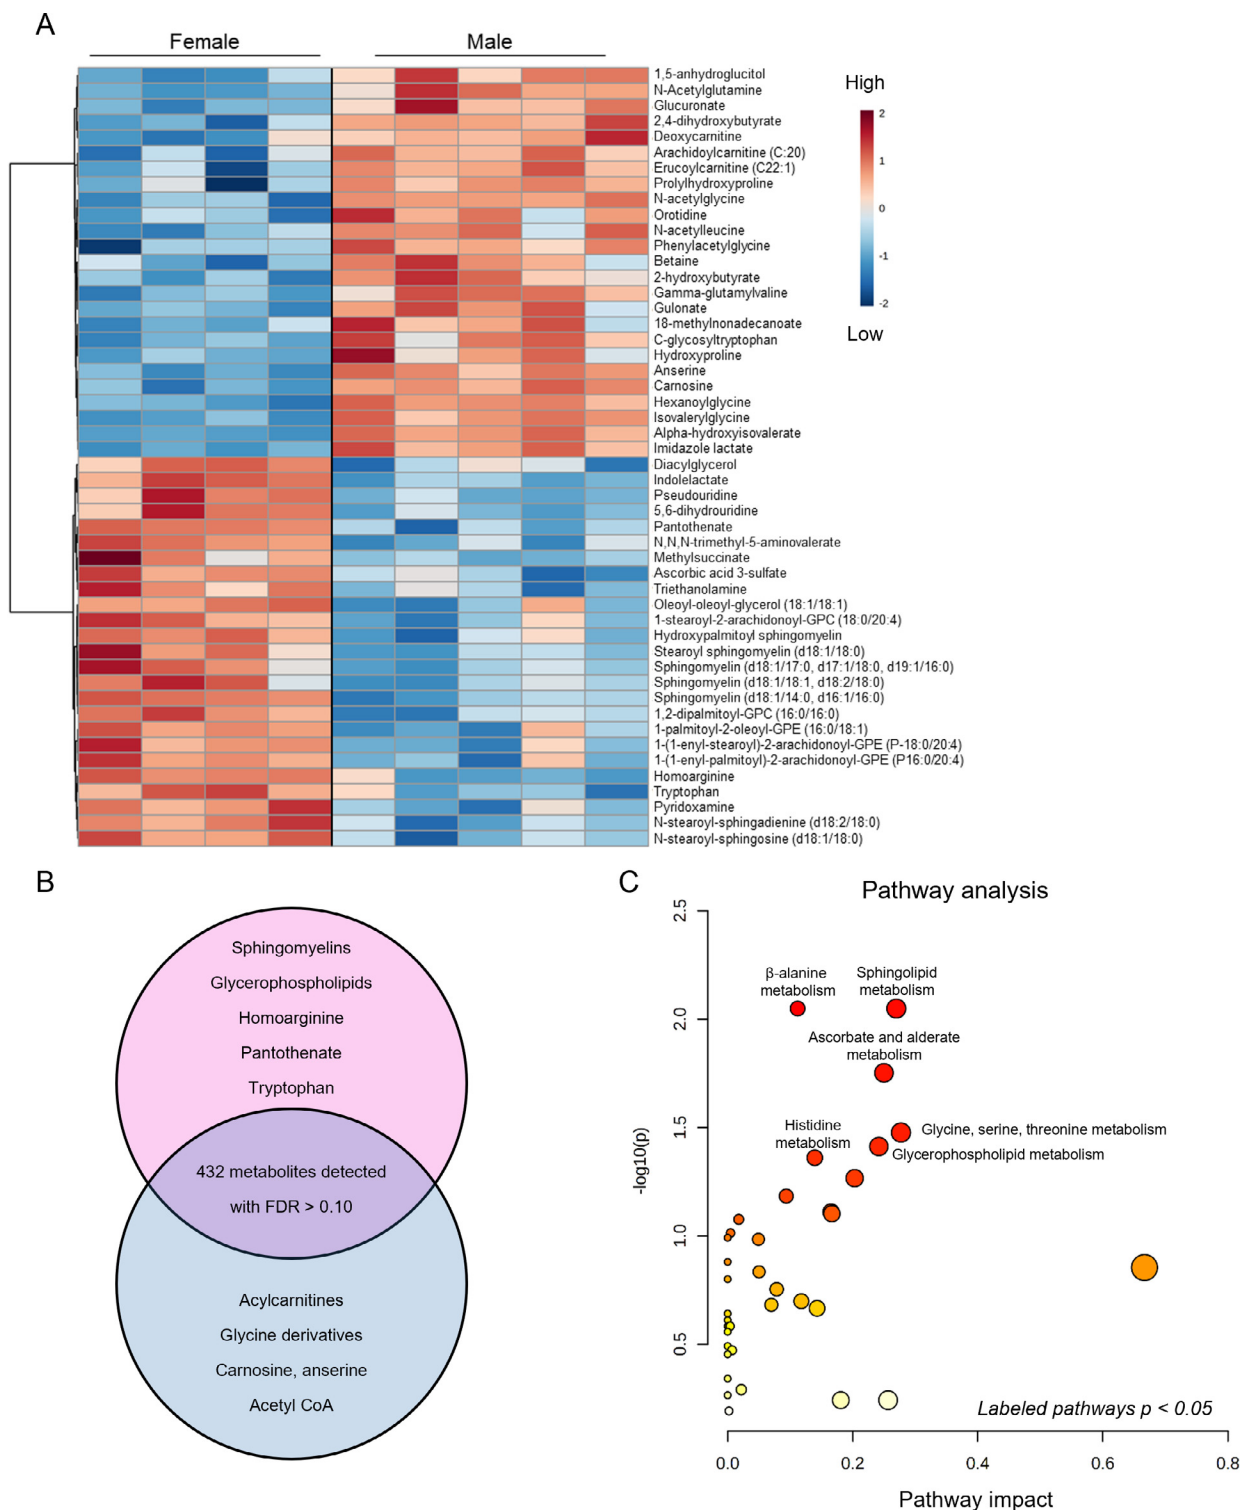 A
Female
Male
1,5-anhydroglucitol
N-Acetylglutamine
Glucuronate
2,4-dihydroxybutyrate
Deoxycarnitine
Arachidoylcarnitine (C:20)
Erucoylcarnitine (C22:1)
Prolylhydroxyproline
N-acetylglycine
Orotidine
N-acetylleucine
Phenylacetylglycine
Betaine
2-hydroxybutyrate
Gamma-glutamylvaline
Gulonate
18-methylnonadecanoate
C-glycosyltryptophan
Hydroxyproline
Anserine
Carnosine
Hexanoylglycine
Isovalerylglycine
Alpha-hydroxyisovalerate
Imidazole lactate
Diacylglycerol
Indolelactate
Pseudouridine
5,6-dihydrouridine
Pantothenate
N,N,N-trimethyl-5-aminovalerate
Methylsuccinate
Ascorbic acid 3-sulfate
Triethanolamine
Oleoyl-oleoyl-glycerol (18:1/18:1)
1-stearoyl-2-arachidonoyl-GPC (18:0/20:4)
Hydroxypalmitoyl sphingomyelin
Stearoyl sphingomyelin (d18:1/18:0)
Sphingomyelin (d18:1/17:0, d17:1/18:0, d19:1/16:0)
Sphingomyelin (d18:1/18:1, d18:2/18:0)
Sphingomyelin (d18:1/14:0, d16:1/16:0)
1,2-dipalmitoyl-GPC (16:0/16:0)
1-palmitoyl-2-oleoyl-GPE (16:0/18:1)
1-(1-enyl-stearoyl)-2-arachidonoyl-GPE (P-18:0/20:4)
1-(1-enyl-palmitoyl)-2-arachidonoyl-GPE (P16:0/20:4)
Homoarginine
Tryptophan
Pyridoxamine
N-stearoyl-sphingadienine (d18:2/18:0)
N-stearoyl-sphingosine (d18:1/18:0)
High
2
1
0
-1
-2
Low
B
Sphingomyelins
Glycerophospholipids
Homoarginine
Pantothenate
Tryptophan
432 metabolites detected
with FDR > 0.10
Acylcarnitines
Glycine derivatives
Carnosine, anserine
Acetyl CoA
C
Pathway analysis
2.5
2.0
1.5
1.0
0.5
-log10(p)
β-alanine
metabolism
Sphingolipid
metabolism
Ascorbate and alderate
metabolism
Histidine
metabolism
Glycine, serine, threonine metabolism
Glycerophospholipid metabolism
Labeled pathways p < 0.05
0.0
0.2
0.4
0.6
0.8
Pathway impact